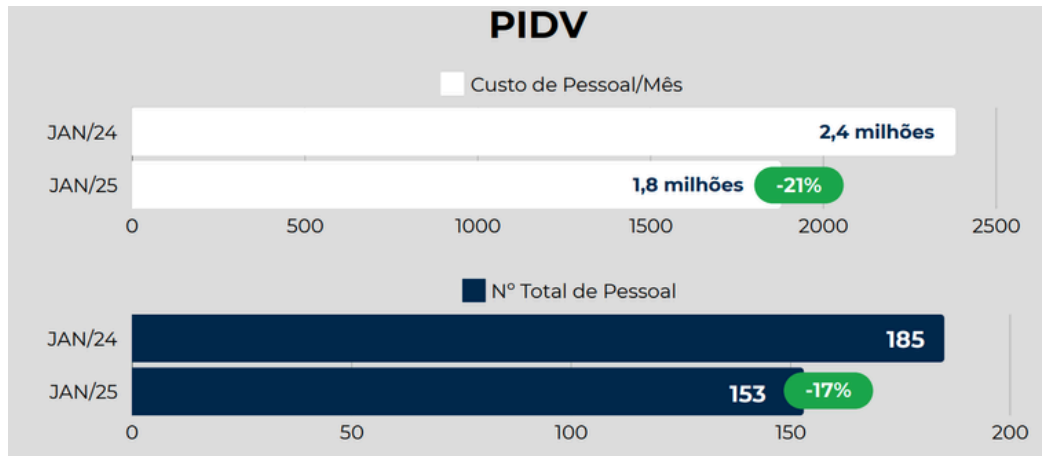 PIDV
Custo de Pessoal/Mês
JAN/24
2,4 milhões
JAN/25
1,8 milhões
-21%
0 500 1000 1500 2000 2500
Nº Total de Pessoal
JAN/24
185
JAN/25
153
-17%
0 50 100 150 200